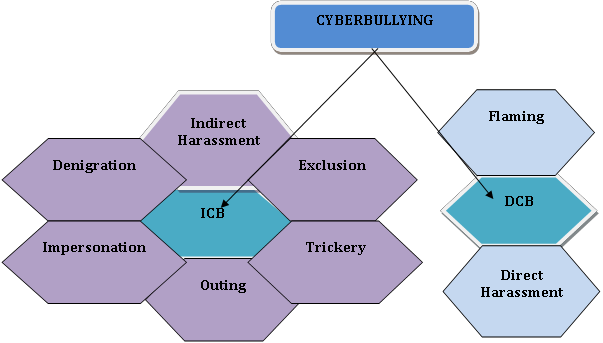 CYBERBULLYING
Indirect
Harassment
Denigration
Exclusion
ICB
Impersonation
Trickery
Outing
Flaming
DCB
Direct
Harassment